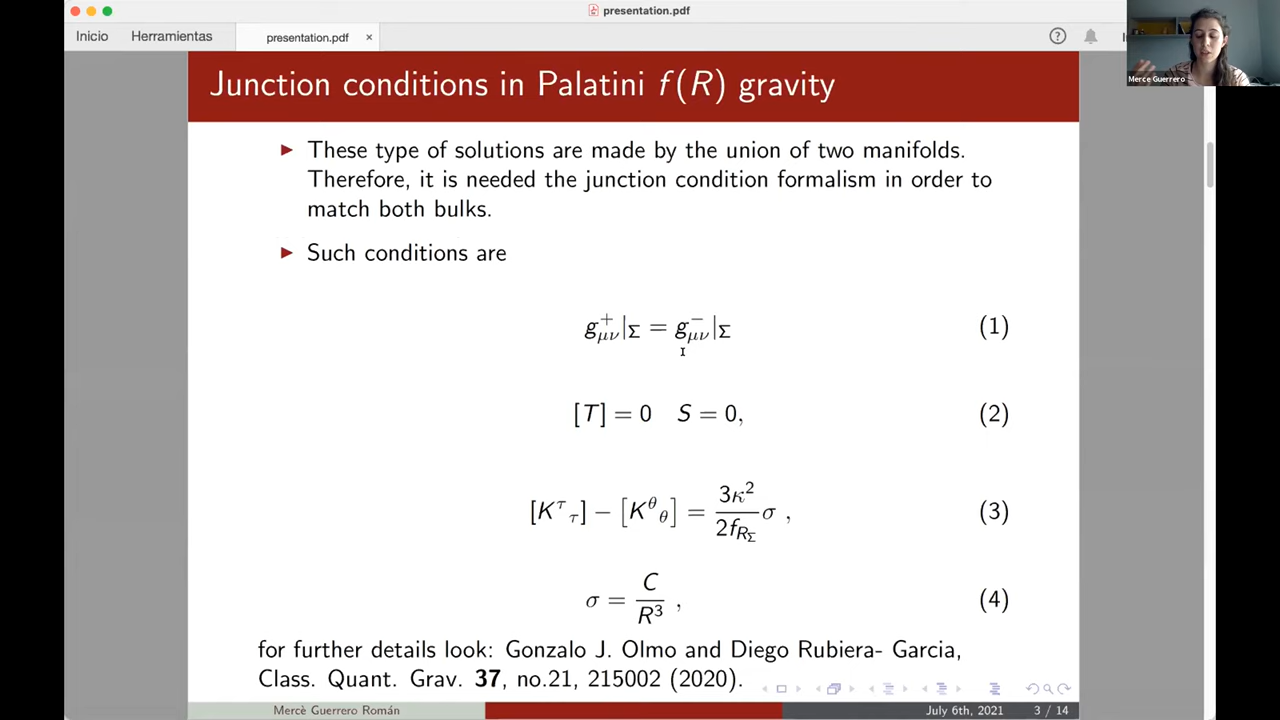 presentation.pdf
Inicio
Herramientas
presentation.pdf ×
Merce Guerrero
Junction conditions in Palatini f(R) gravity
These type of solutions are made by the union of two manifolds.
Therefore, it is needed the junction condition formalism in order to
match both bulks.
Such conditions are
g⁺_{μν}|_Σ = g⁻_{μν}|_Σ (1)
[T] = 0 S = 0, (2)
[K^τ_τ] − [K^θ_θ] = 3κ²/2f_{R_Σ} σ , (3)
σ = C/R³ , (4)
for further details look: Gonzalo J. Olmo and Diego Rubiera- Garcia,
Class. Quant. Grav. 37, no.21, 215002 (2020).
Mercè Guerrero Román
July 6th, 2021
3 / 14